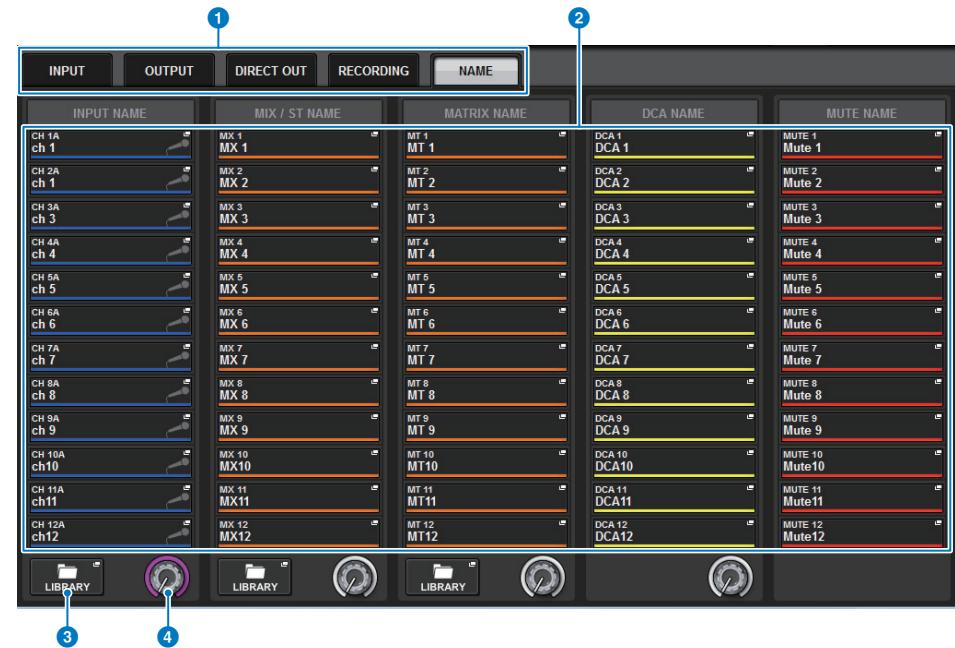 1 2
INPUT OUTPUT DIRECT OUT RECORDING NAME
INPUT NAME MIX / ST NAME MATRIX NAME DCA NAME MUTE NAME
CH 1A MX 1 MT 1 DCA 1 MUTE 1
ch 1 MX 1 MT 1 DCA 1 Mute 1
CH 2A MX 2 MT 2 DCA 2 MUTE 2
ch 1 MX 2 MT 2 DCA 2 Mute 2
CH 3A MX 3 MT 3 DCA 3 MUTE 3
ch 3 MX 3 MT 3 DCA 3 Mute 3
CH 4A MX 4 MT 4 DCA 4 MUTE 4
ch 4 MX 4 MT 4 DCA 4 Mute 4
CH 5A MX 5 MT 5 DCA 5 MUTE 5
ch 5 MX 5 MT 5 DCA 5 Mute 5
CH 6A MX 6 MT 6 DCA 6 MUTE 6
ch 6 MX 6 MT 6 DCA 6 Mute 6
CH 7A MX 7 MT 7 DCA 7 MUTE 7
ch 7 MX 7 MT 7 DCA 7 Mute 7
CH 8A MX 8 MT 8 DCA 8 MUTE 8
ch 8 MX 8 MT 8 DCA 8 Mute 8
CH 9A MX 9 MT 9 DCA 9 MUTE 9
ch 9 MX 9 MT 9 DCA 9 Mute 9
CH 10A MX 10 MT 10 DCA 10 MUTE 10
ch10 MX10 MT10 DCA10 Mute10
CH 11A MX 11 MT 11 DCA 11 MUTE 11
ch11 MX11 MT11 DCA11 Mute11
CH 12A MX 12 MT 12 DCA 12 MUTE 12
ch12 MX12 MT12 DCA12 Mute12
LIBRARY LIBRARY LIBRARY
3 4